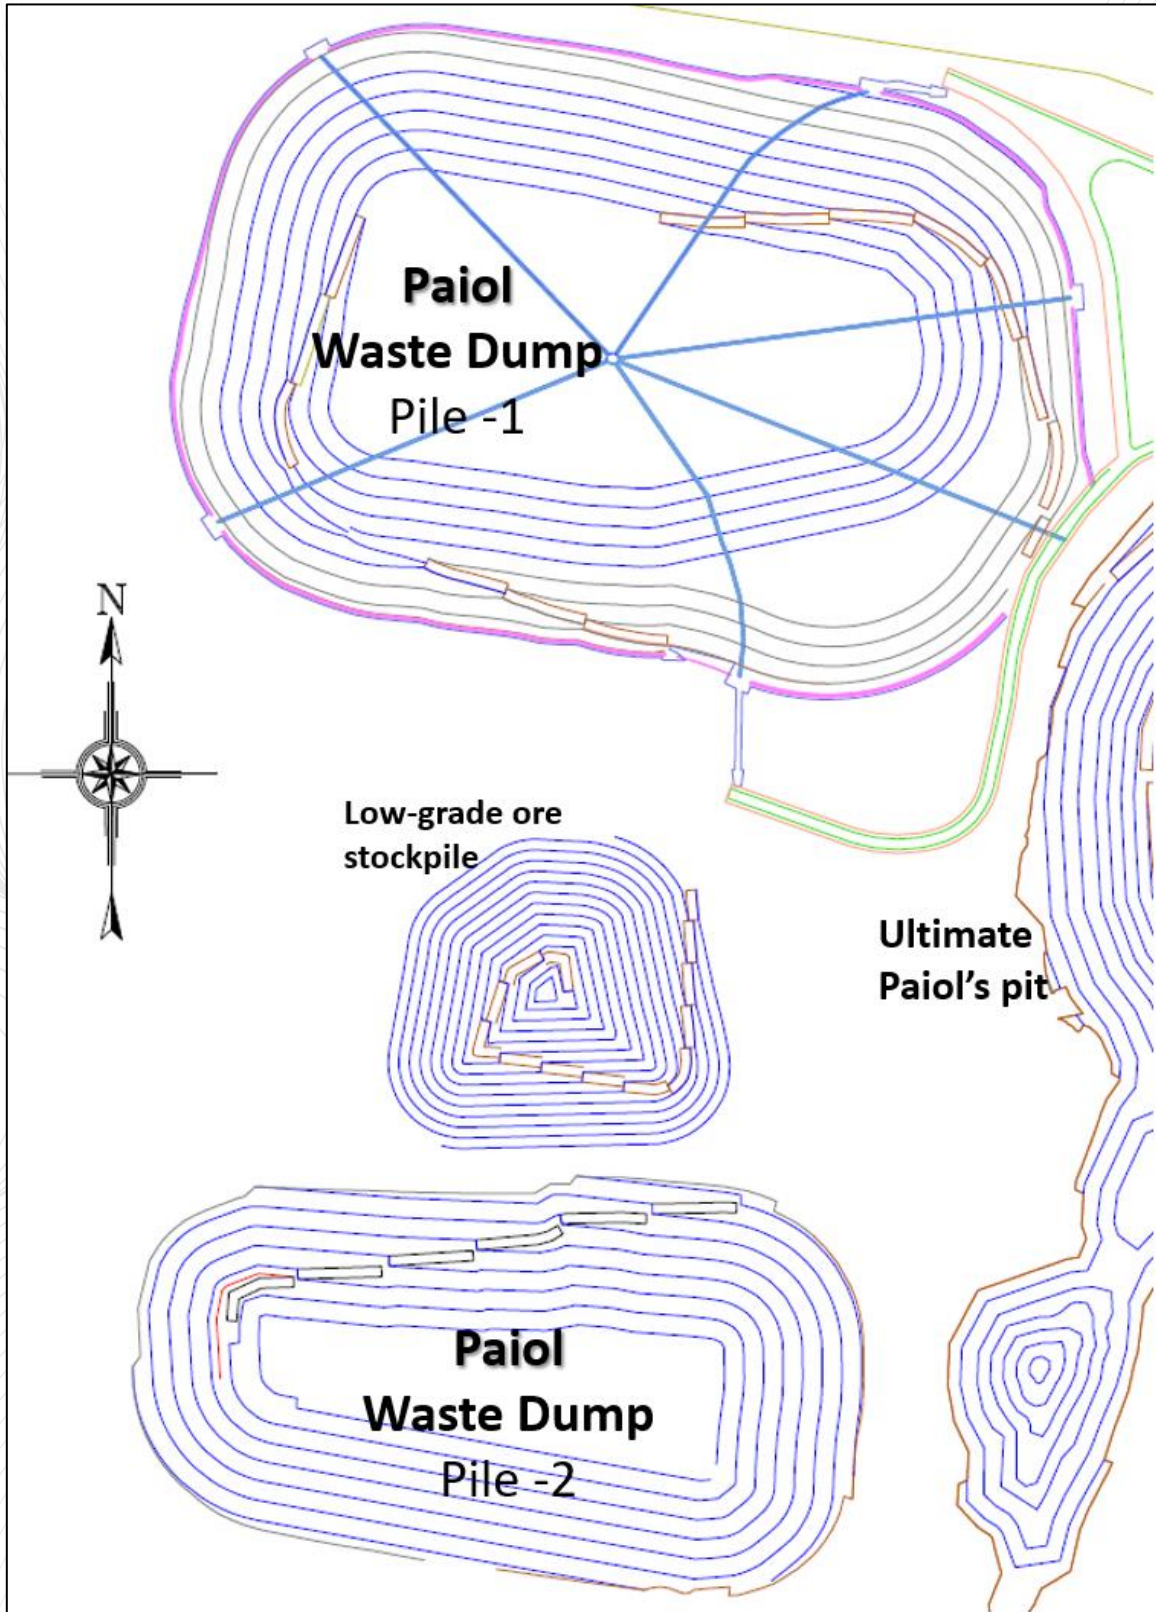 Paiol
Waste Dump
Pile -1
N
Low-grade ore
stockpile
Ultimate
Paiol’s pit
Paiol
Waste Dump
Pile -2